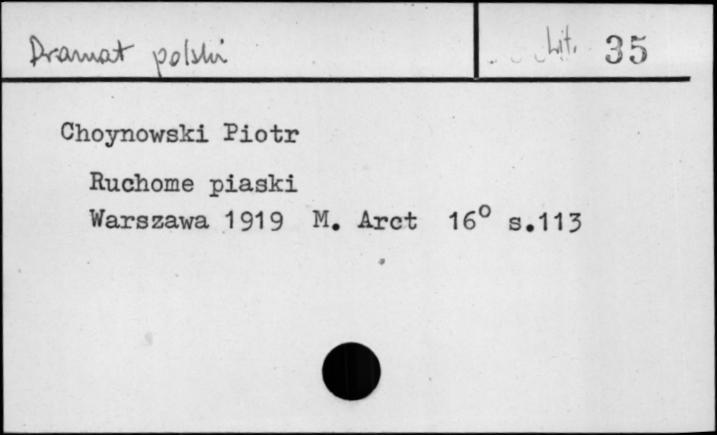 Dramat polski
Lit. 35
Choynowski Piotr
Ruchome piaski
Warszawa 1919 M. Arct 16° s.113